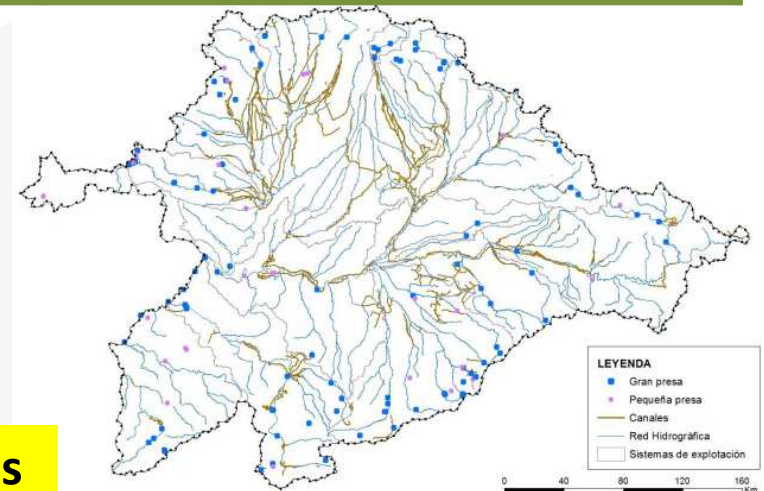 LEYENDA
Gran presa
Pequeña presa
Canales
Red Hidrográfica
Sistemas de explotación
0 40 80 120 160
Km
s